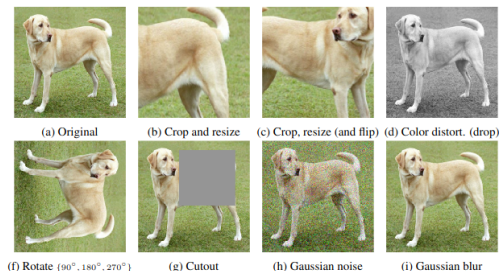 (a) Original
(b) Crop and resize
(c) Crop, resize (and flip)
(d) Color distort. (drop)
(f) Rotate {90°, 180°, 270°}
(g) Cutout
(h) Gaussian noise
(i) Gaussian blur